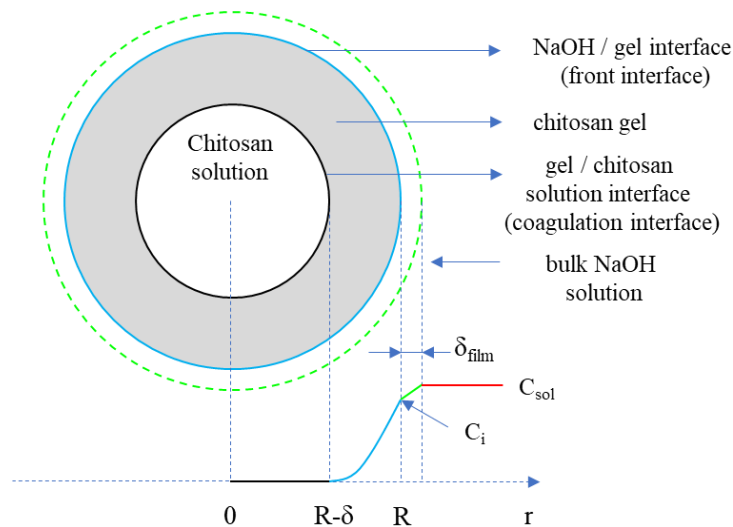 NaOH / gel interface
(front interface)
chitosan gel
Chitosan
solution
gel / chitosan
solution interface
(coagulation interface)
bulk NaOH
solution
δfilm
Csol
Ci
0
R-δ
R
r